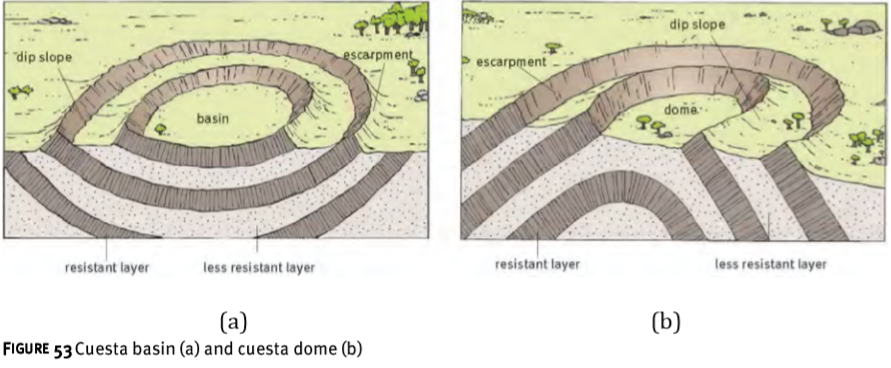 dip slope
escarpment
basin
resistant layer
less resistant layer
(a)
dip slope
escarpment
dome
resistant layer
less resistant layer
(b)
FIGURE 53 Cuesta basin (a) and cuesta dome (b)